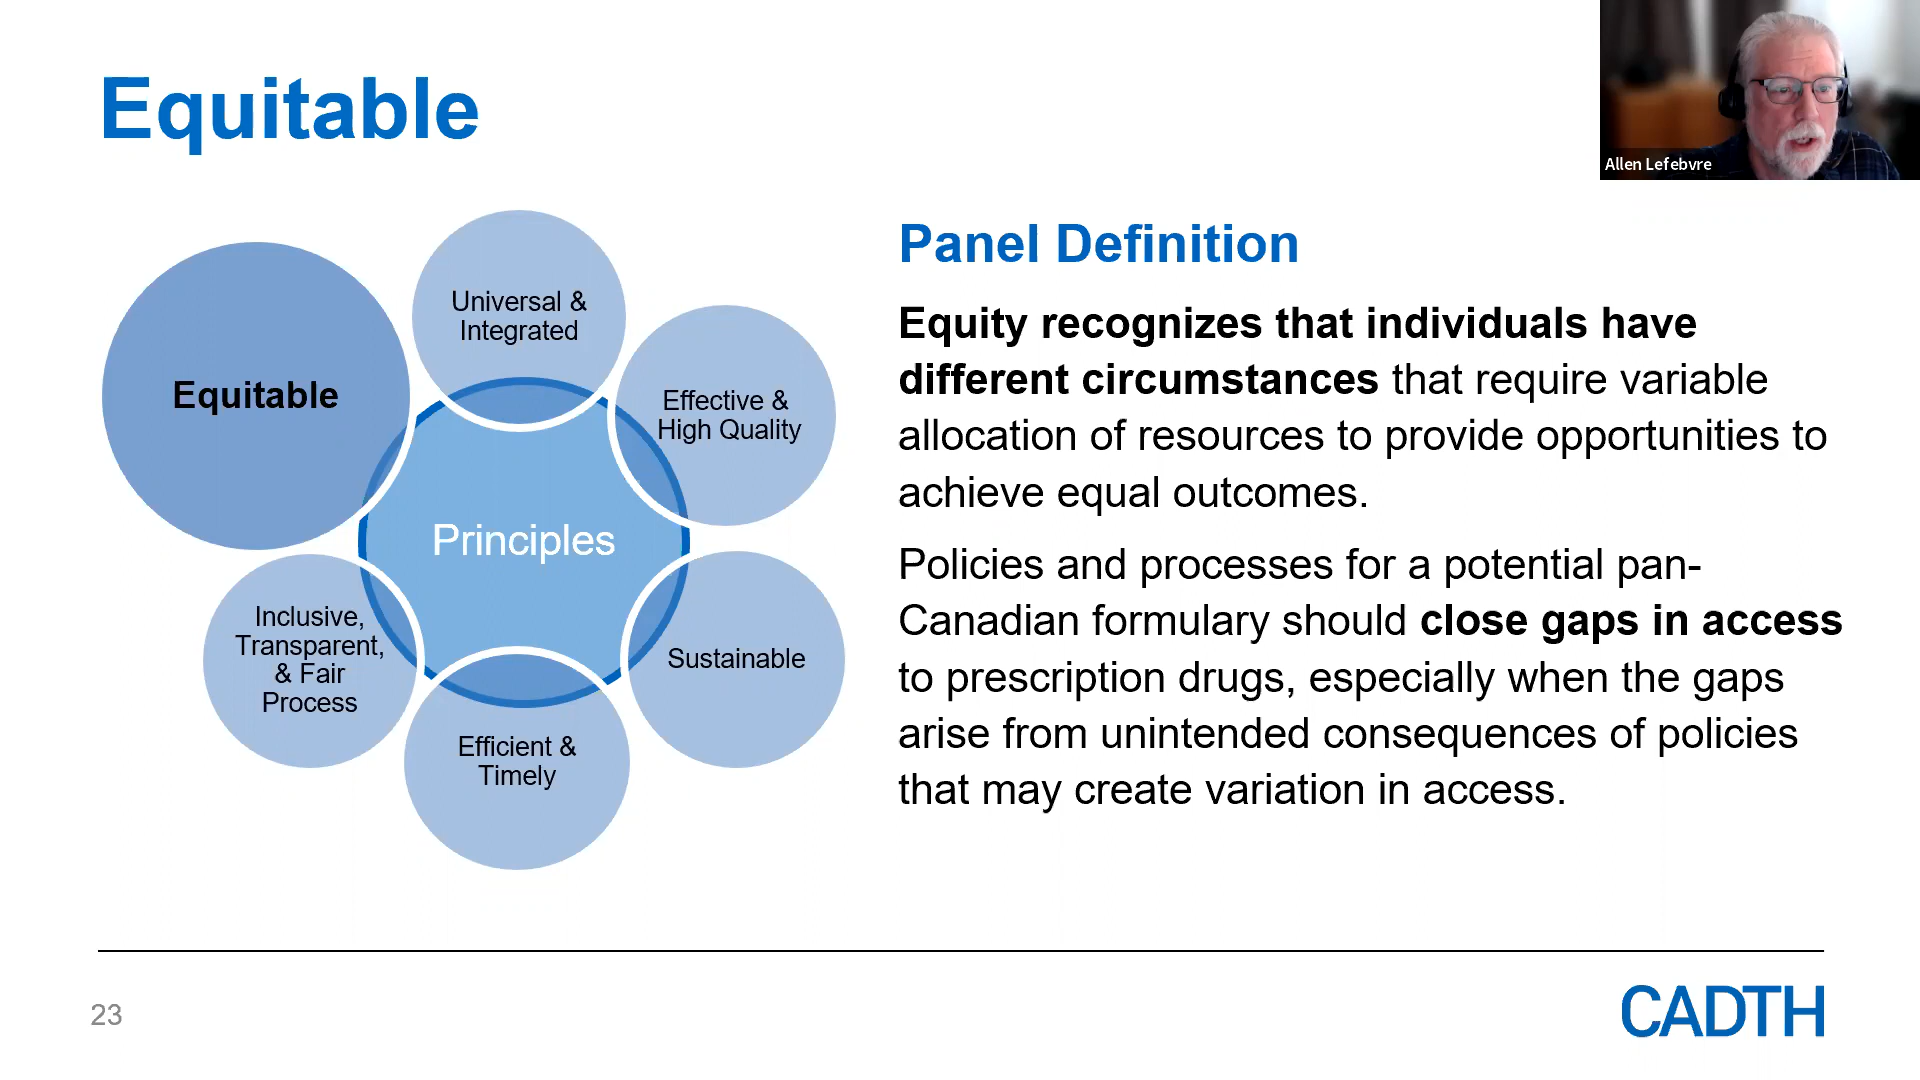 Equitable
Allen Lefebvre
Universal &
Integrated
Effective &
High Quality
Equitable
Principles
Inclusive,
Transparent,
& Fair
Process
Sustainable
Efficient &
Timely
Panel Definition
Equity recognizes that individuals have
different circumstances that require variable
allocation of resources to provide opportunities to
achieve equal outcomes.
Policies and processes for a potential pan-
Canadian formulary should close gaps in access
to prescription drugs, especially when the gaps
arise from unintended consequences of policies
that may create variation in access.
23
CADTH